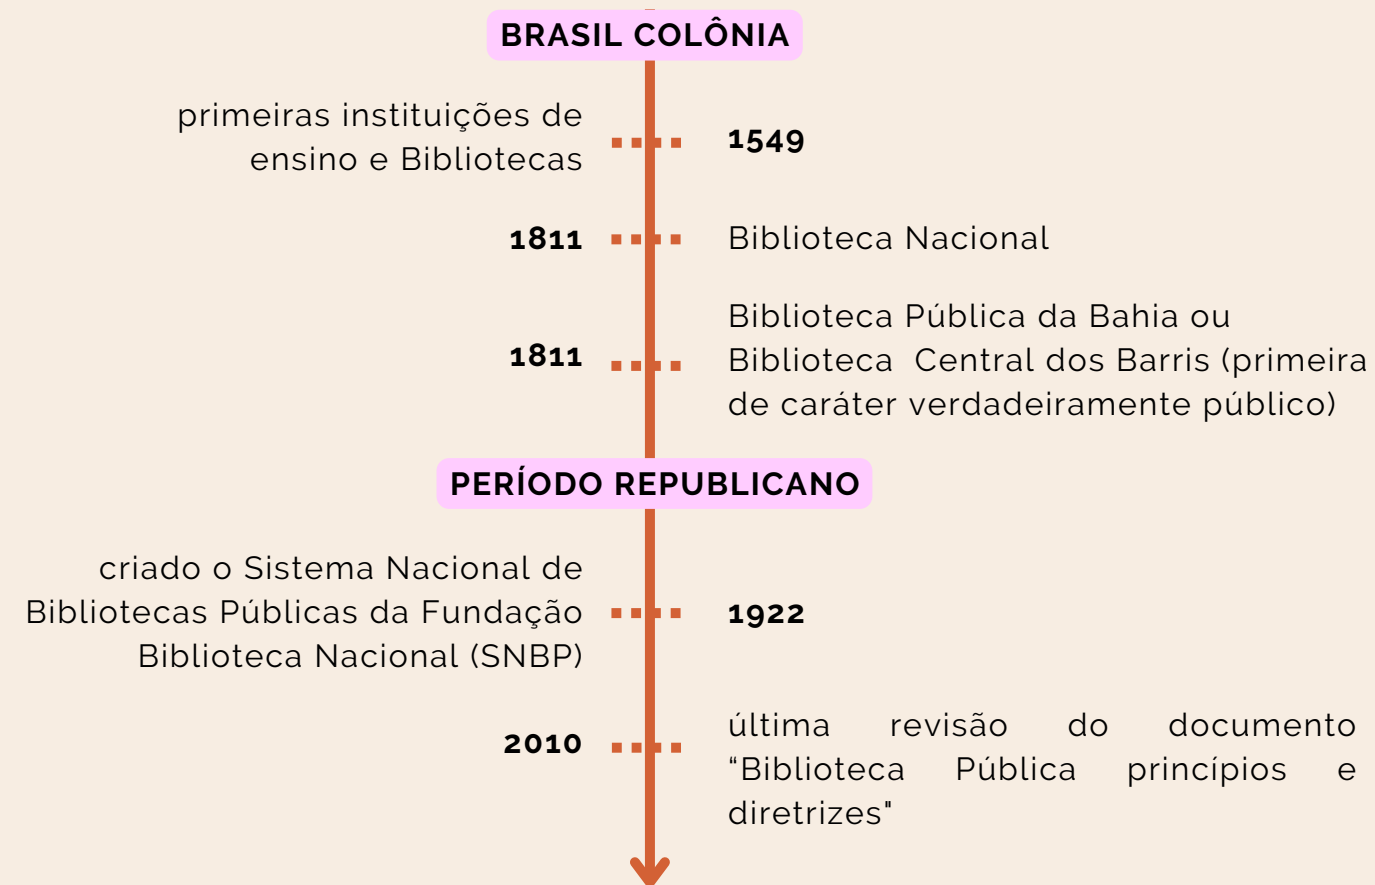 BRASIL COLÔNIA
primeiras instituições de
ensino e Bibliotecas
1549
1811
Biblioteca Nacional
1811
Biblioteca Pública da Bahia ou
Biblioteca Central dos Barris (primeira
de caráter verdadeiramente público)
PERÍODO REPUBLICANO
criado o Sistema Nacional de
Bibliotecas Públicas da Fundação
Biblioteca Nacional (SNBP)
1922
2010
última revisão do documento
“Biblioteca Pública princípios e
diretrizes"